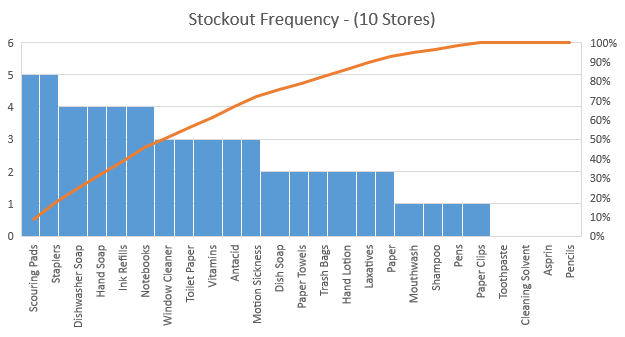 Stockout Frequency - (10 Stores)
6
5
4
3
2
1
0
100%
90%
80%
70%
60%
50%
40%
30%
20%
10%
0%
Scouring Pads
Staplers
Dishwasher Soap
Hand Soap
Ink Refills
Notebooks
Window Cleaner
Toilet Paper
Vitamins
Antacid
Motion Sickness
Dish Soap
Paper Towels
Trash Bags
Hand Lotion
Laxatives
Paper
Mouthwash
Shampoo
Pens
Paper Clips
Toothpaste
Cleaning Solvent
Asprin
Pencils